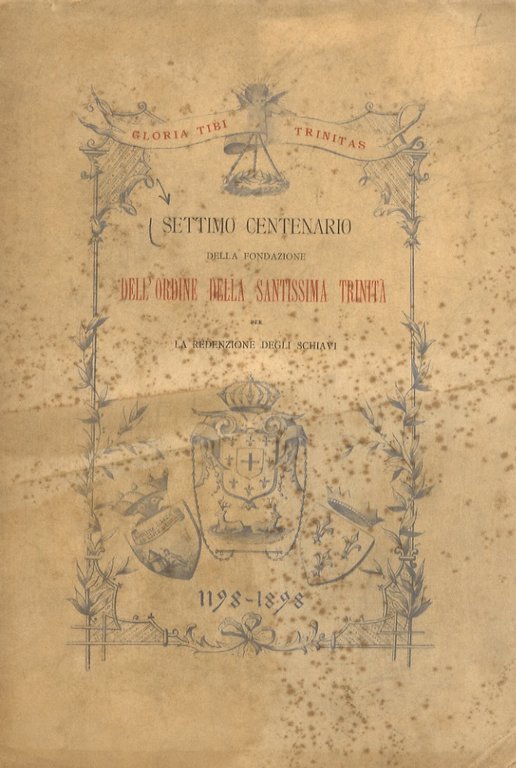 GLORIA TIBI TRINITAS
SETTIMO CENTENARIO
DELLA FONDAZIONE
DELL'ORDINE DELLA SANTISSIMA TRINITÀ
PER
LA REDENZIONE DEGLI SCHIAVI
1198-1898